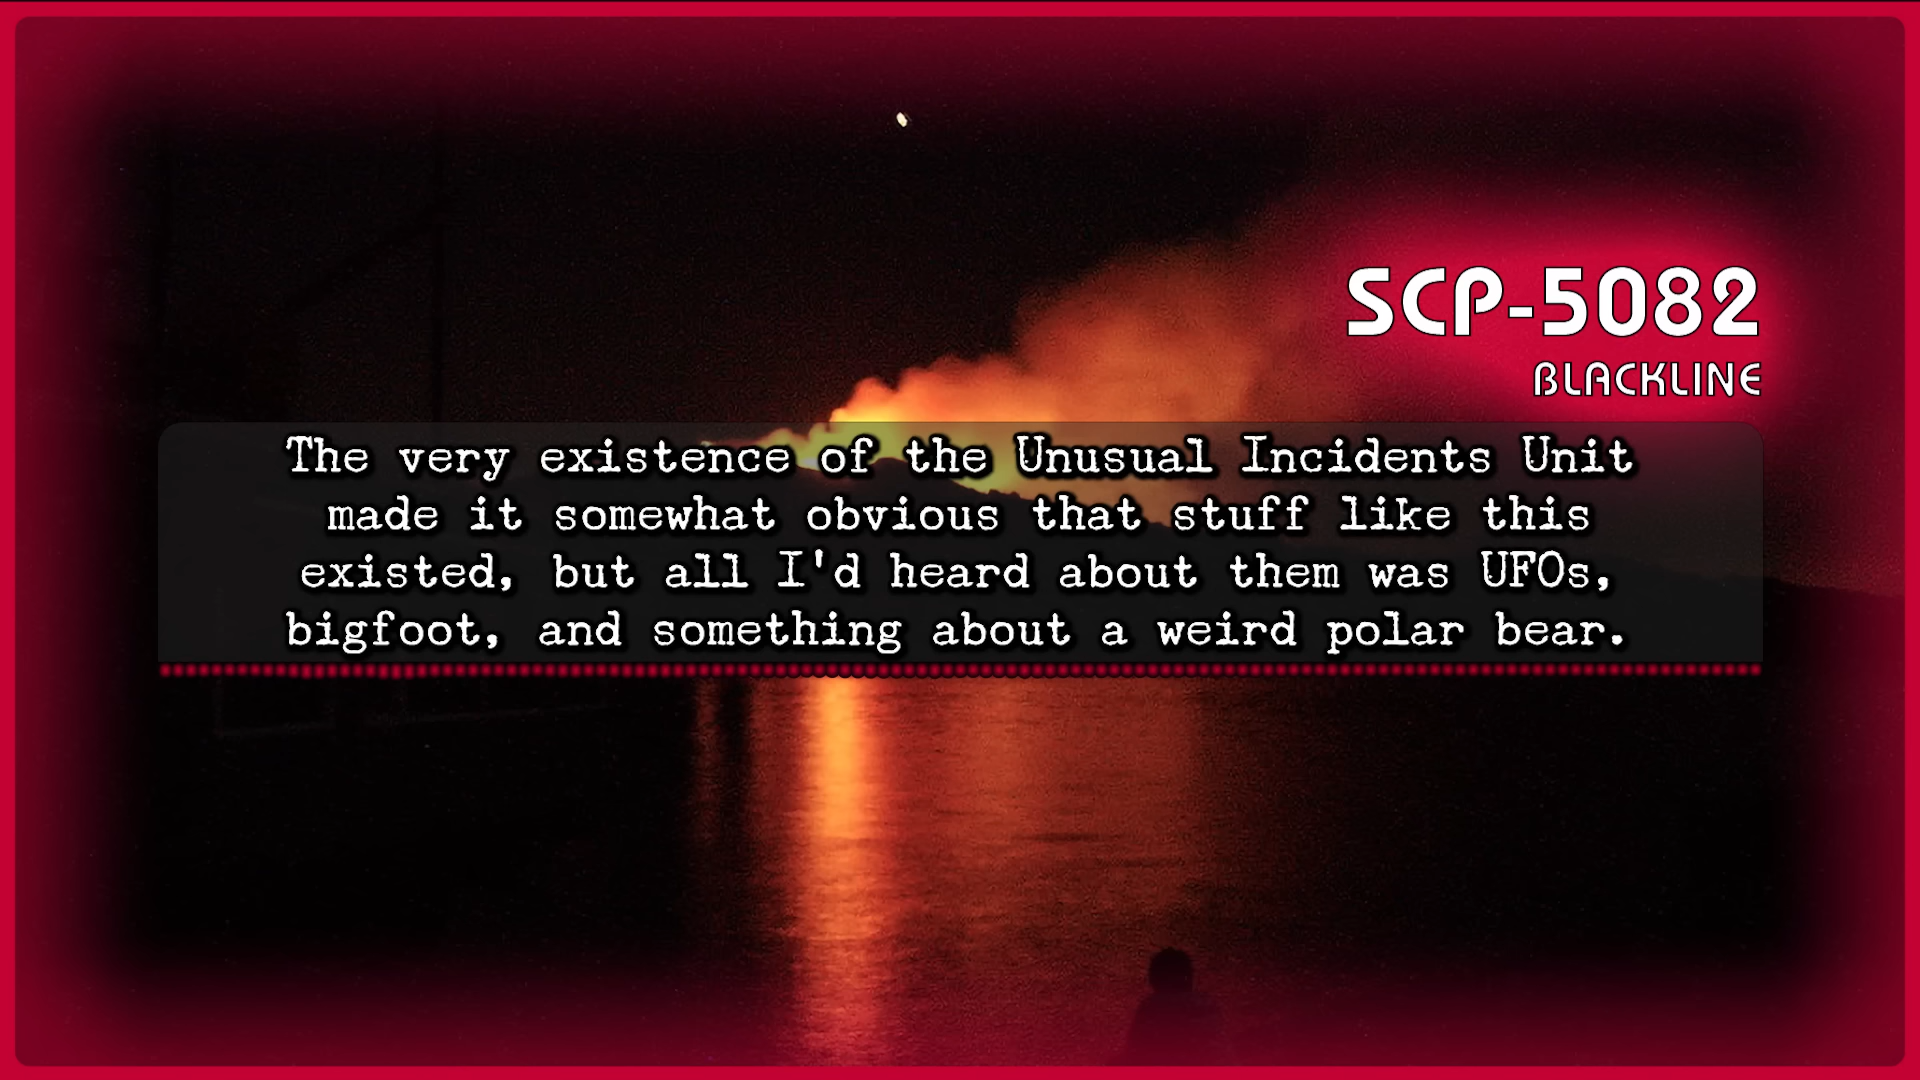 SCP-5082
BLACKLINE
The very existence of the Unusual Incidents Unit
made it somewhat obvious that stuff like this
existed, but all I'd heard about them was UFOs,
bigfoot, and something about a weird polar bear.